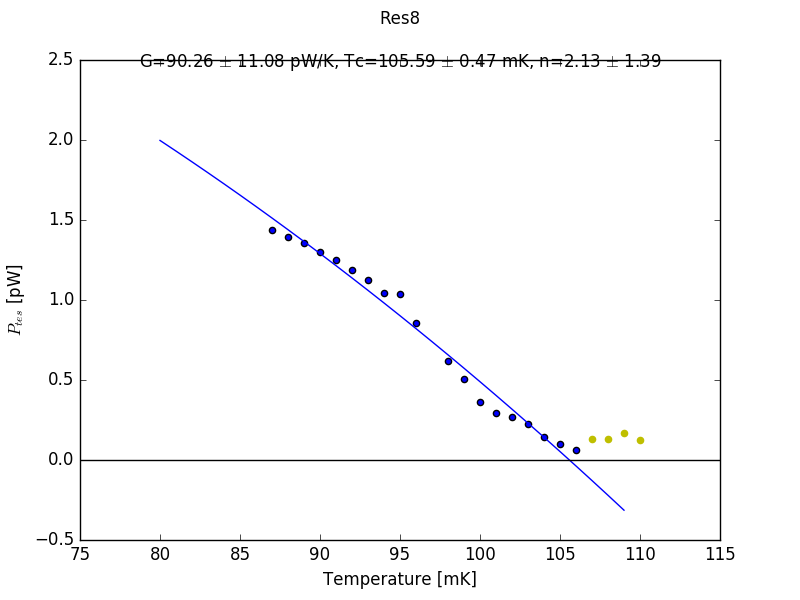 Res8
G=90.26 ± 11.08 pW/K, Tc=105.59 ± 0.47 mK, n=2.13 ± 1.39
2.5
2.0
1.5
1.0
0.5
0.0
−0.5
P_tes [pW]
75 80 85 90 95 100 105 110 115
Temperature [mK]